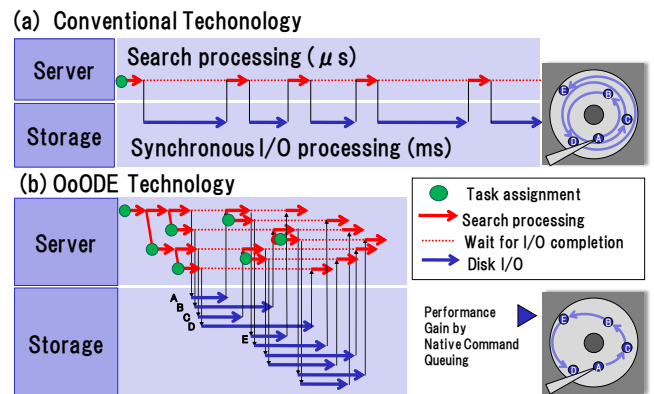 (a) Conventional Techonology
Search processing (μs)
Server
Storage
Synchronous I/O processing (ms)
E
B
C
D
A
(b) OoODE Technology
Server
Storage
A
B
C
D
E
Task assignment
Search processing
Wait for I/O completion
Disk I/O
Performance
Gain by
Native Command
Queuing
E
B
C
D
A